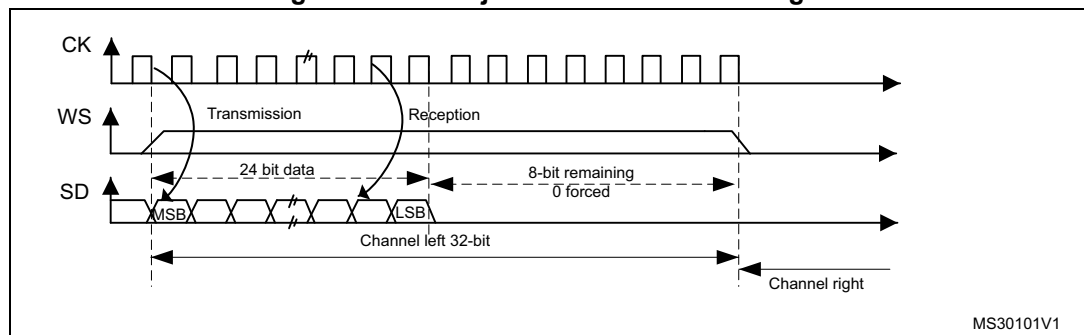 CK
WS
Transmission
Reception
24 bit data
8-bit remaining
0 forced
SD
MSB
LSB
Channel left 32-bit
Channel right
MS30101V1